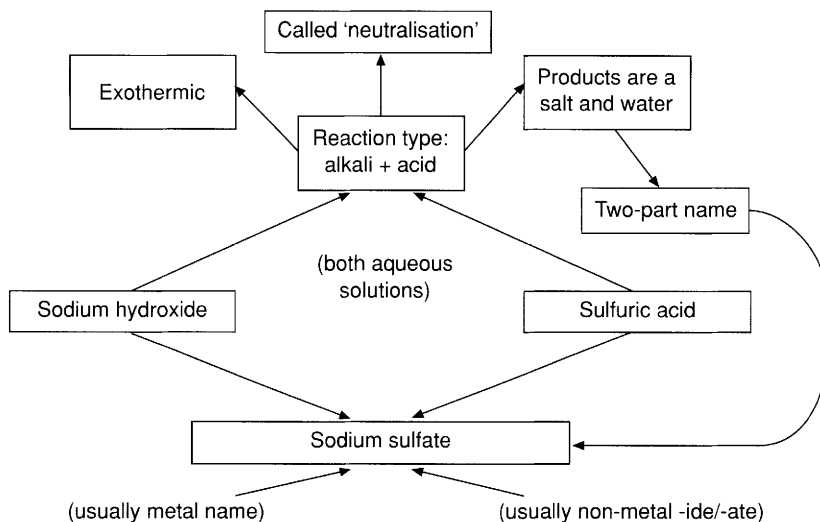 Called 'neutralisation'
Exothermic
Products are a
salt and water
Reaction type:
alkali + acid
Two-part name
(both aqueous
solutions)
Sodium hydroxide
Sulfuric acid
Sodium sulfate
(usually metal name)
(usually non-metal -ide/-ate)